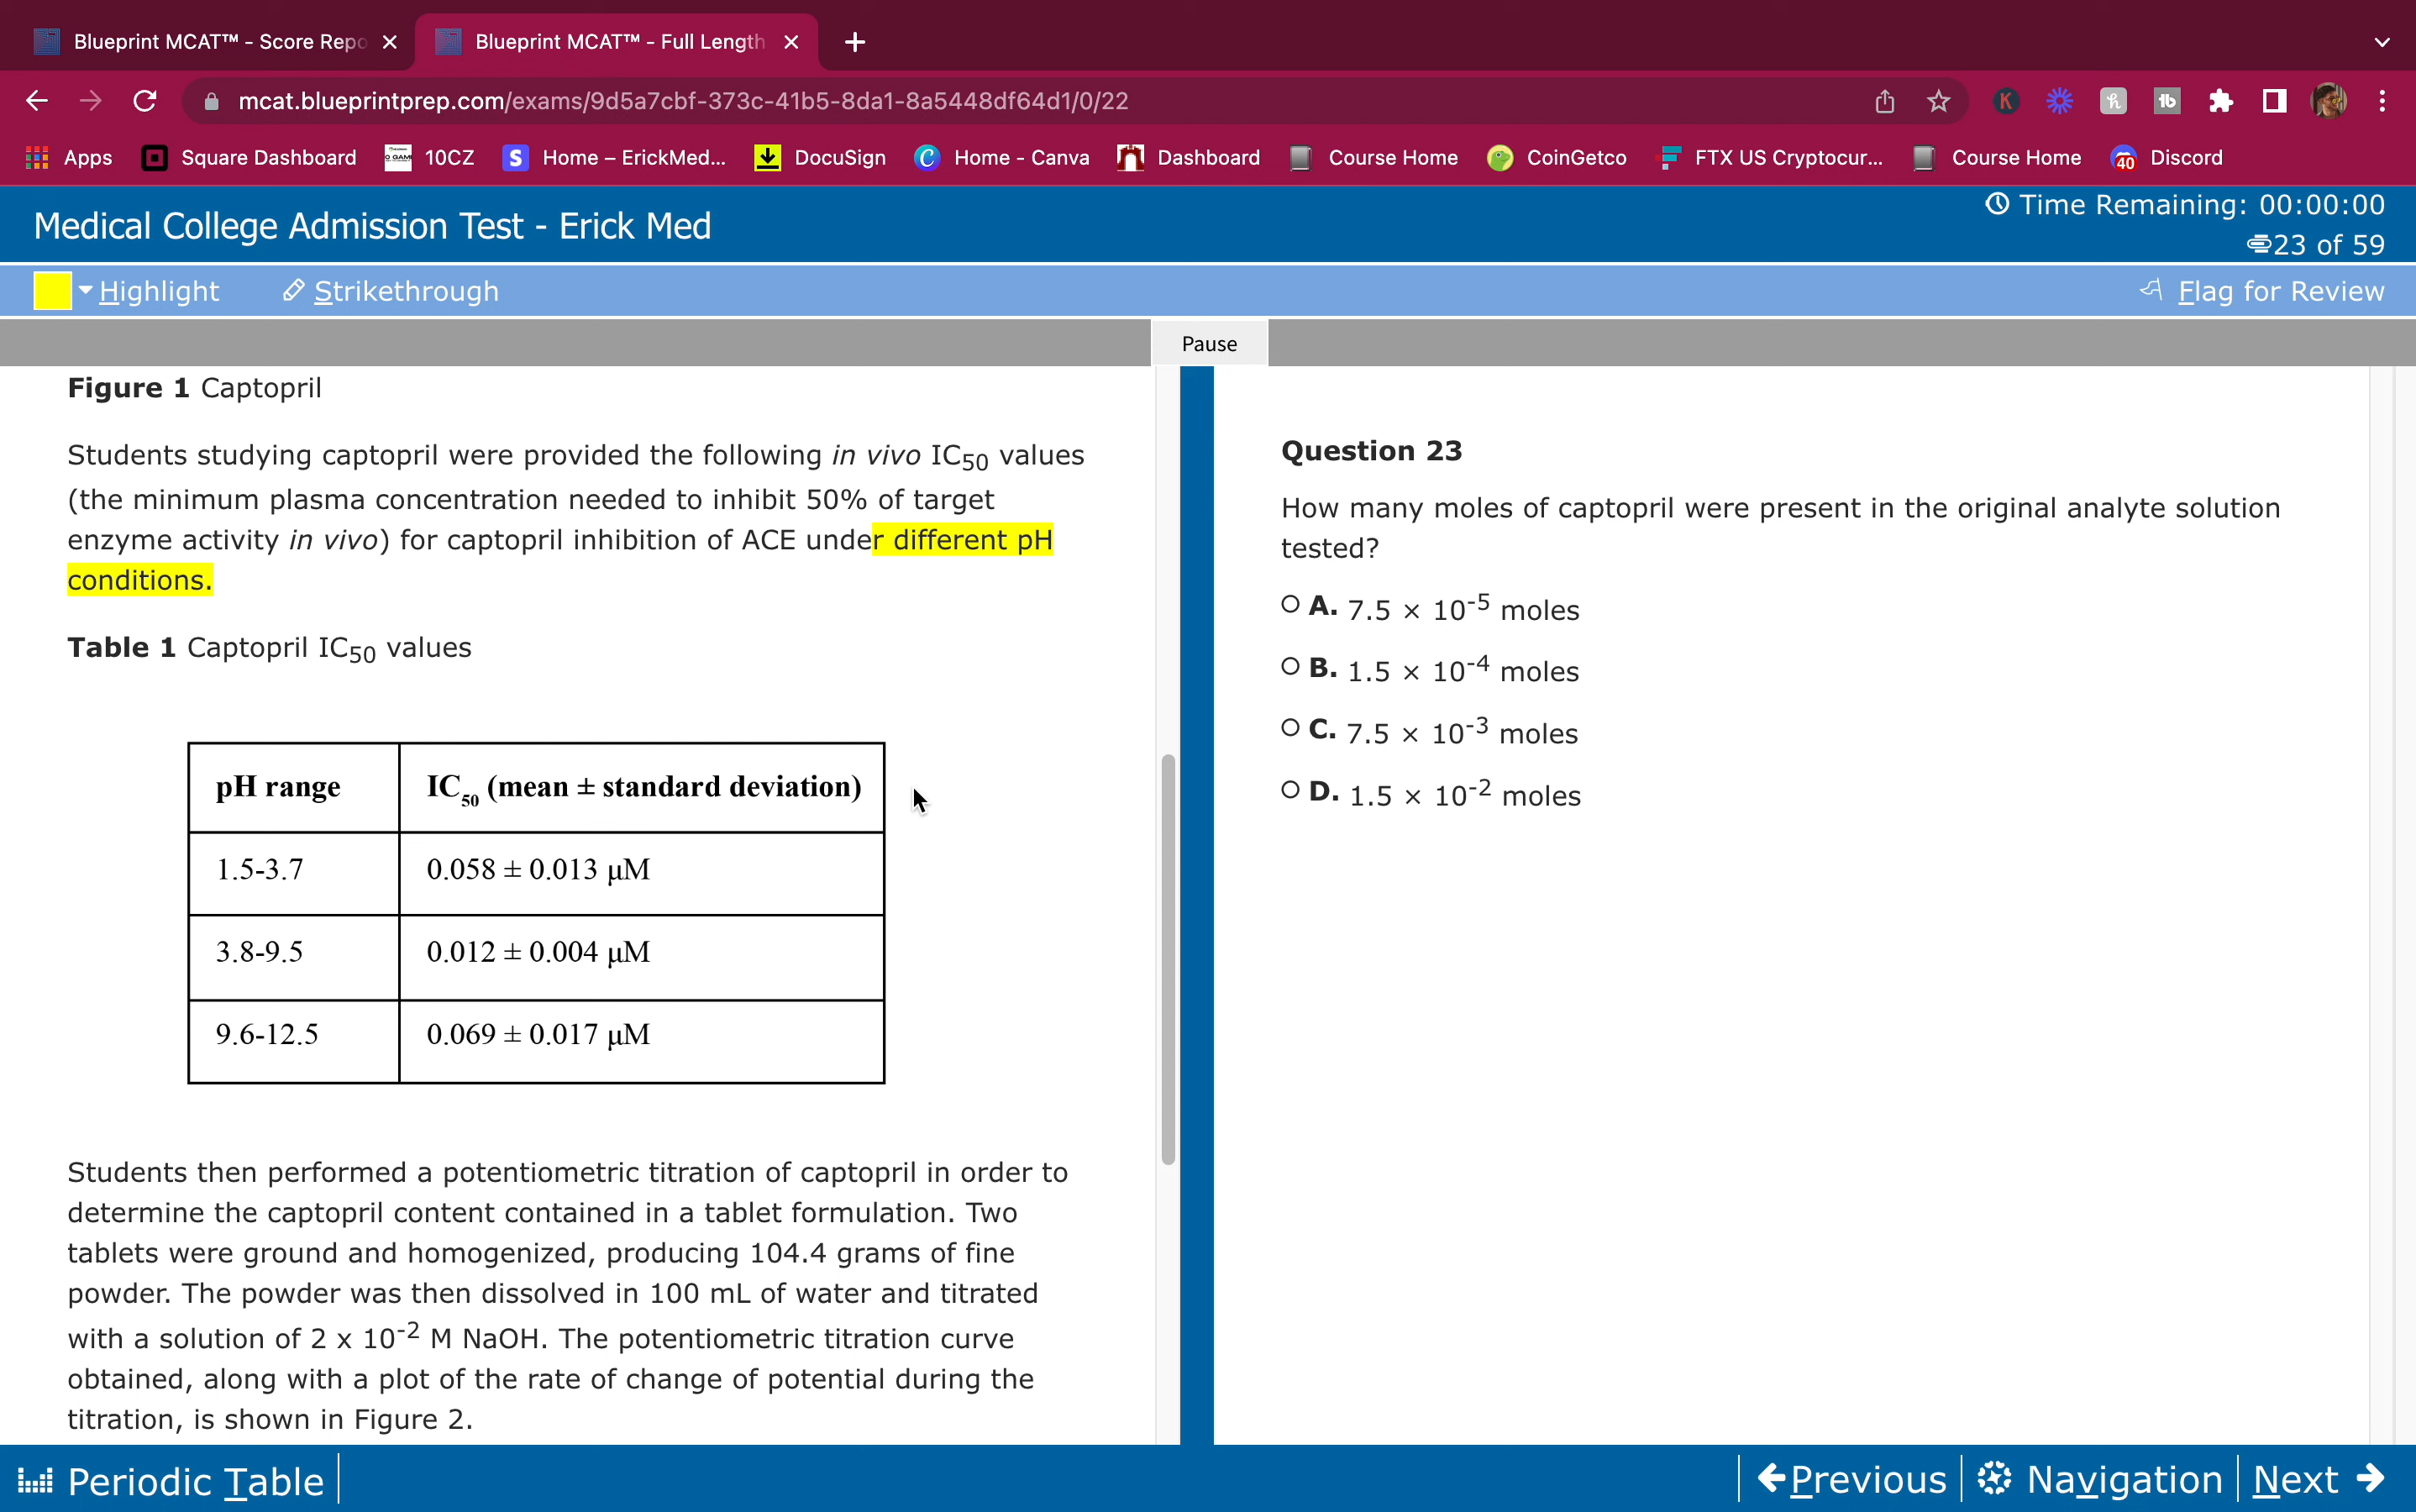 Blueprint MCAT™ - Score Repo
Blueprint MCAT™ - Full Length
mcat.blueprintprep.com/exams/9d5a7cbf-373c-41b5-8da1-8a5448df64d1/0/22
Apps
Square Dashboard
10CZ
Home – ErickMed...
DocuSign
Home - Canva
Dashboard
Course Home
CoinGetco
FTX US Cryptocur...
Course Home
40
Discord
Medical College Admission Test - Erick Med
Time Remaining: 00:00:00
23 of 59
Highlight
Strikethrough
Flag for Review
Pause
Figure 1 Captopril
Students studying captopril were provided the following in vivo IC50 values
(the minimum plasma concentration needed to inhibit 50% of target
enzyme activity in vivo) for captopril inhibition of ACE under different pH
conditions.
Table 1 Captopril IC50 values
pH range IC50 (mean ± standard deviation)
1.5-3.7 0.058 ± 0.013 μM
3.8-9.5 0.012 ± 0.004 μM
9.6-12.5 0.069 ± 0.017 μM
Students then performed a potentiometric titration of captopril in order to
determine the captopril content contained in a tablet formulation. Two
tablets were ground and homogenized, producing 104.4 grams of fine
powder. The powder was then dissolved in 100 mL of water and titrated
with a solution of 2 x 10-2 M NaOH. The potentiometric titration curve
obtained, along with a plot of the rate of change of potential during the
titration, is shown in Figure 2.
Question 23
How many moles of captopril were present in the original analyte solution
tested?
A. 7.5 × 10-5 moles
B. 1.5 × 10-4 moles
C. 7.5 × 10-3 moles
D. 1.5 × 10-2 moles
Periodic Table
Previous
Navigation
Next